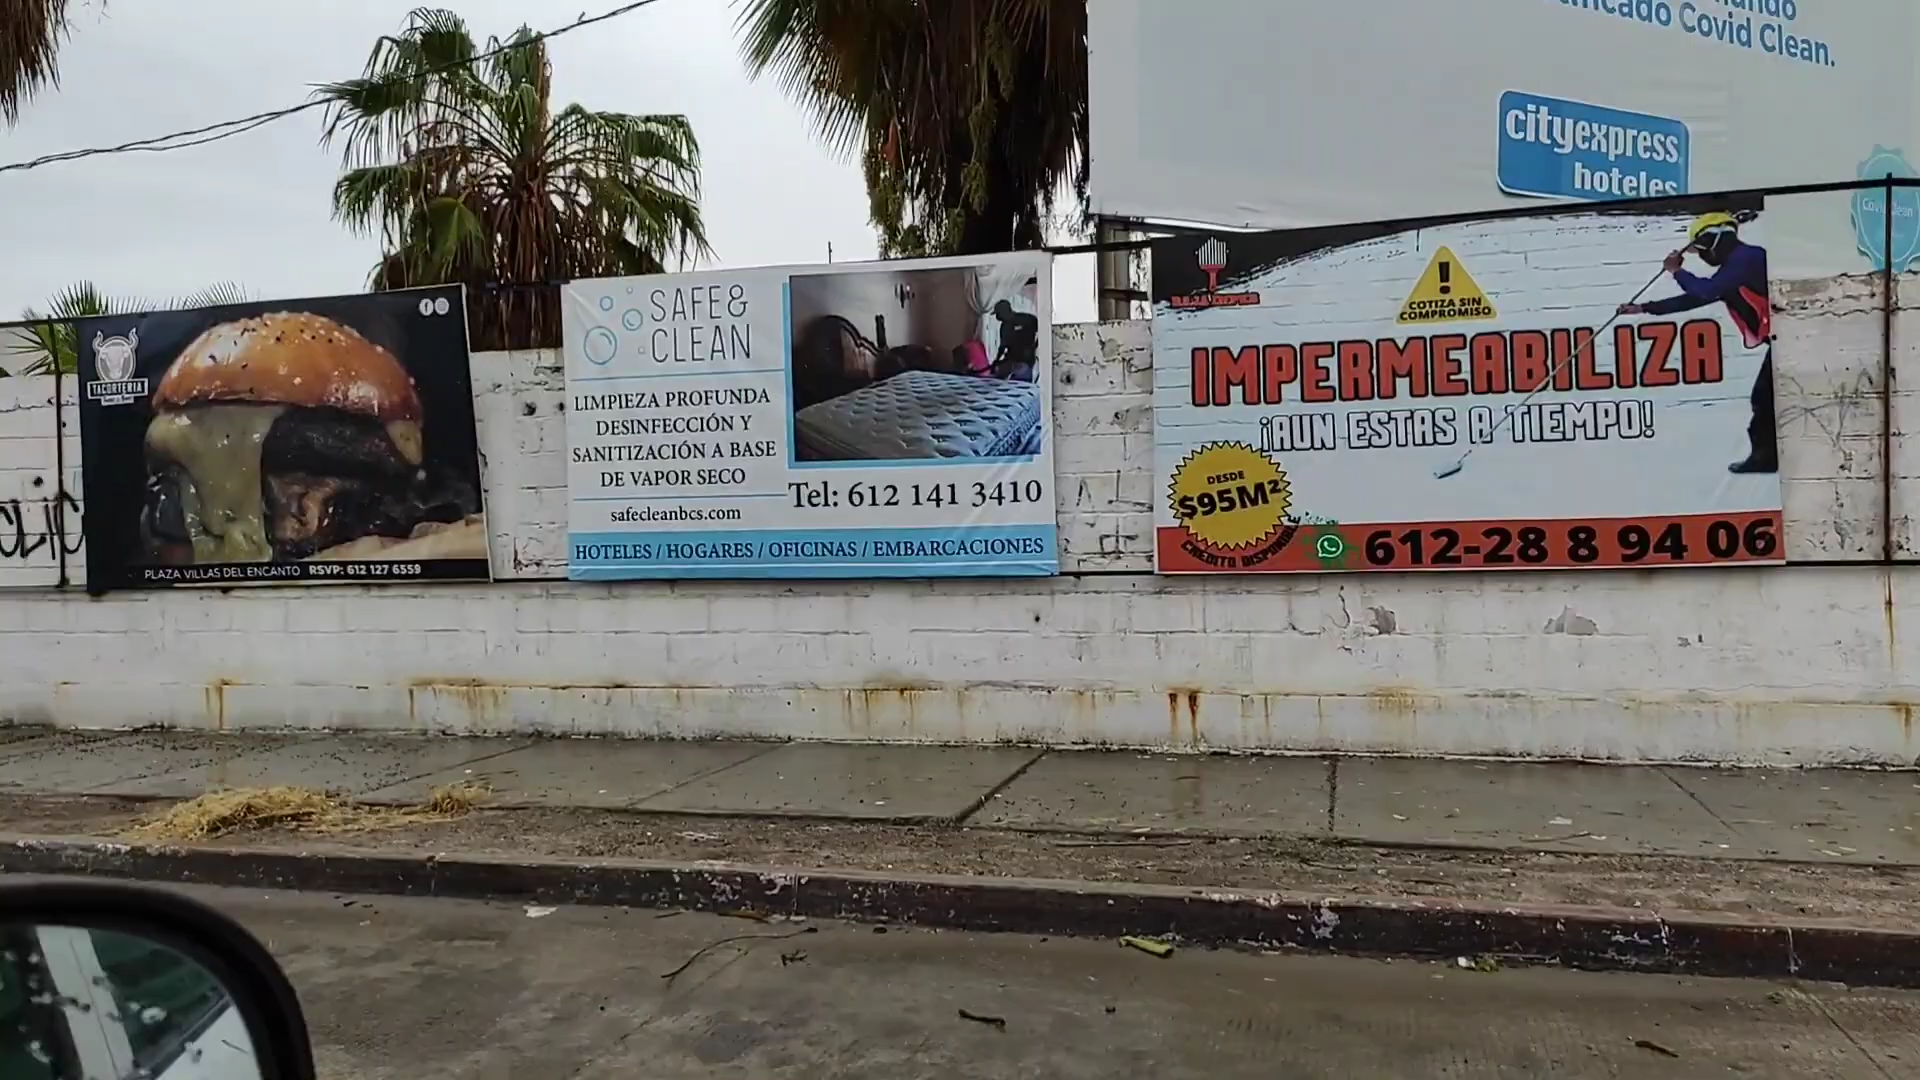 Covid Clean.
cityexpress
hoteles
TACORTERIA
PLAZA VILLAS DEL ENCANTO RSVP: 612 127 6559
SAFE&
CLEAN
LIMPIEZA PROFUNDA
DESINFECCIÓN Y
SANITIZACIÓN A BASE
DE VAPOR SECO
safecleanbcs.com
Tel: 612 141 3410
HOTELES / HOGARES / OFICINAS / EMBARCACIONES
COTIZA SIN
COMPROMISO
IMPERMEABILIZA
¡AUN ESTAS A TIEMPO!
DESDE
$95M²
CREDITO DISPONIBLE
612-28 8 94 06